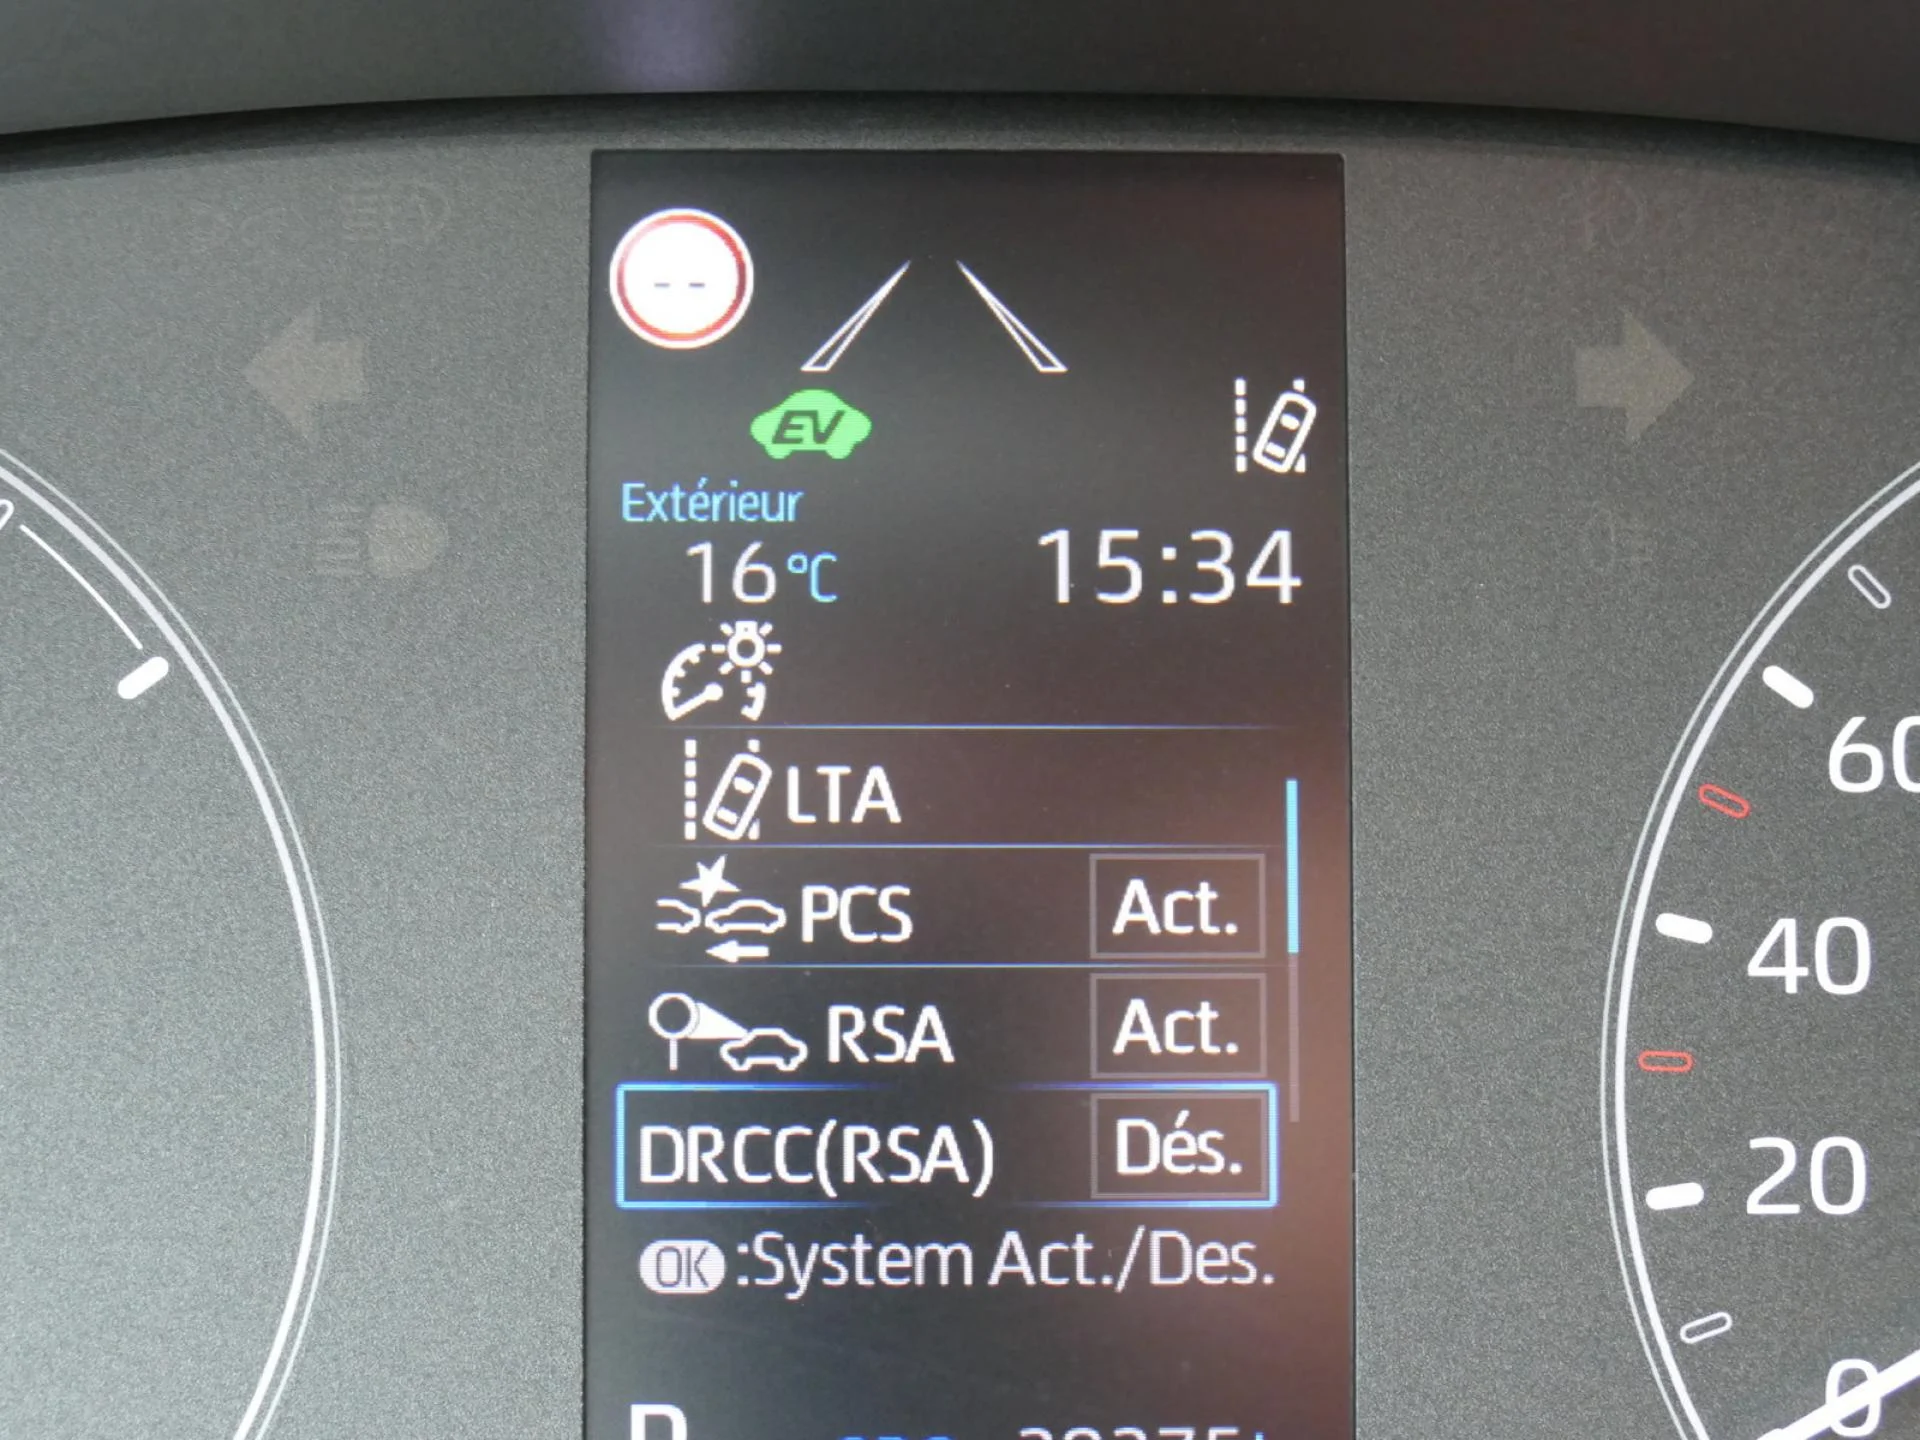 --
EV
Extérieur
16 °C 15:34
LTA
PCS Act.
RSA Act.
DRCC(RSA) Dés.
OK :System Act./Des.
60
40
20
0